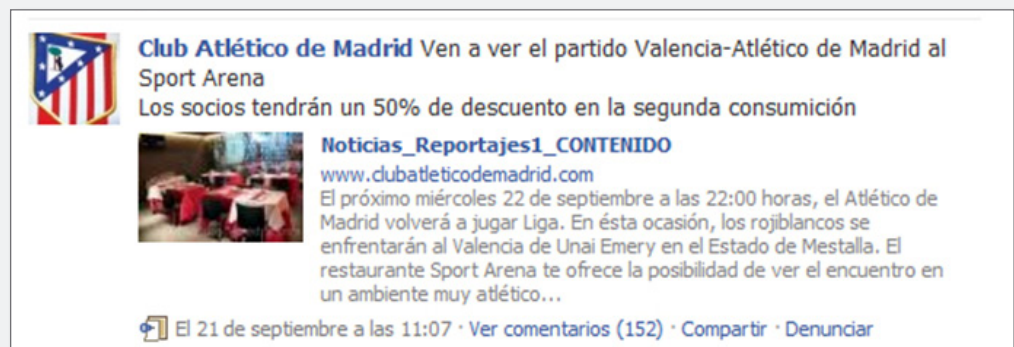 Club Atlético de Madrid Ven a ver el partido Valencia-Atlético de Madrid al
Sport Arena
Los socios tendrán un 50% de descuento en la segunda consumición
Noticias_Reportajes1_CONTENIDO
www.clubatleticodemadrid.com
El próximo miércoles 22 de septiembre a las 22:00 horas, el Atlético de
Madrid volverá a jugar Liga. En ésta ocasión, los rojiblancos se
enfrentarán al Valencia de Unai Emery en el Estado de Mestalla. El
restaurante Sport Arena te ofrece la posibilidad de ver el encuentro en
un ambiente muy atlético...
El 21 de septiembre a las 11:07 · Ver comentarios (152) · Compartir · Denunciar